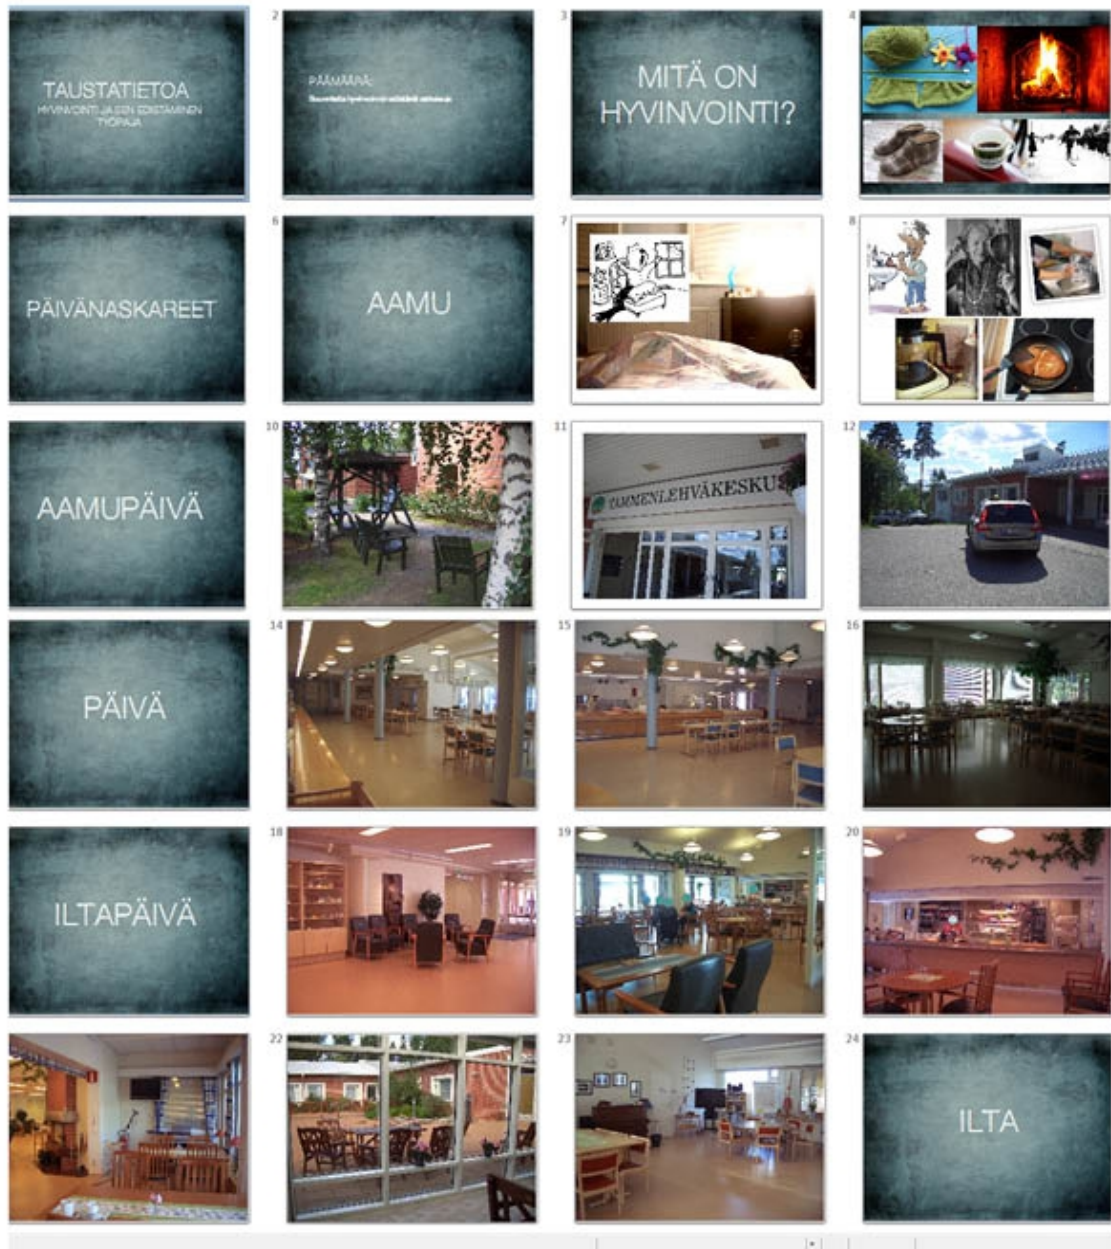 TAUSTATIETOA
HYVINVOINTI JA SEN EDISTÄMINEN
TYÖPAJA
2
PÄÄMÄÄRÄ:
3
MITÄ ON
HYVINVOINTI?
4
PÄIVÄNASKAREET
6
AAMU
7
8
AAMUPÄIVÄ
10
11
TAMMENLEHVÄKESKUS
12
PÄIVÄ
14
15
16
ILTAPÄIVÄ
18
19
20
22
23
24
ILTA